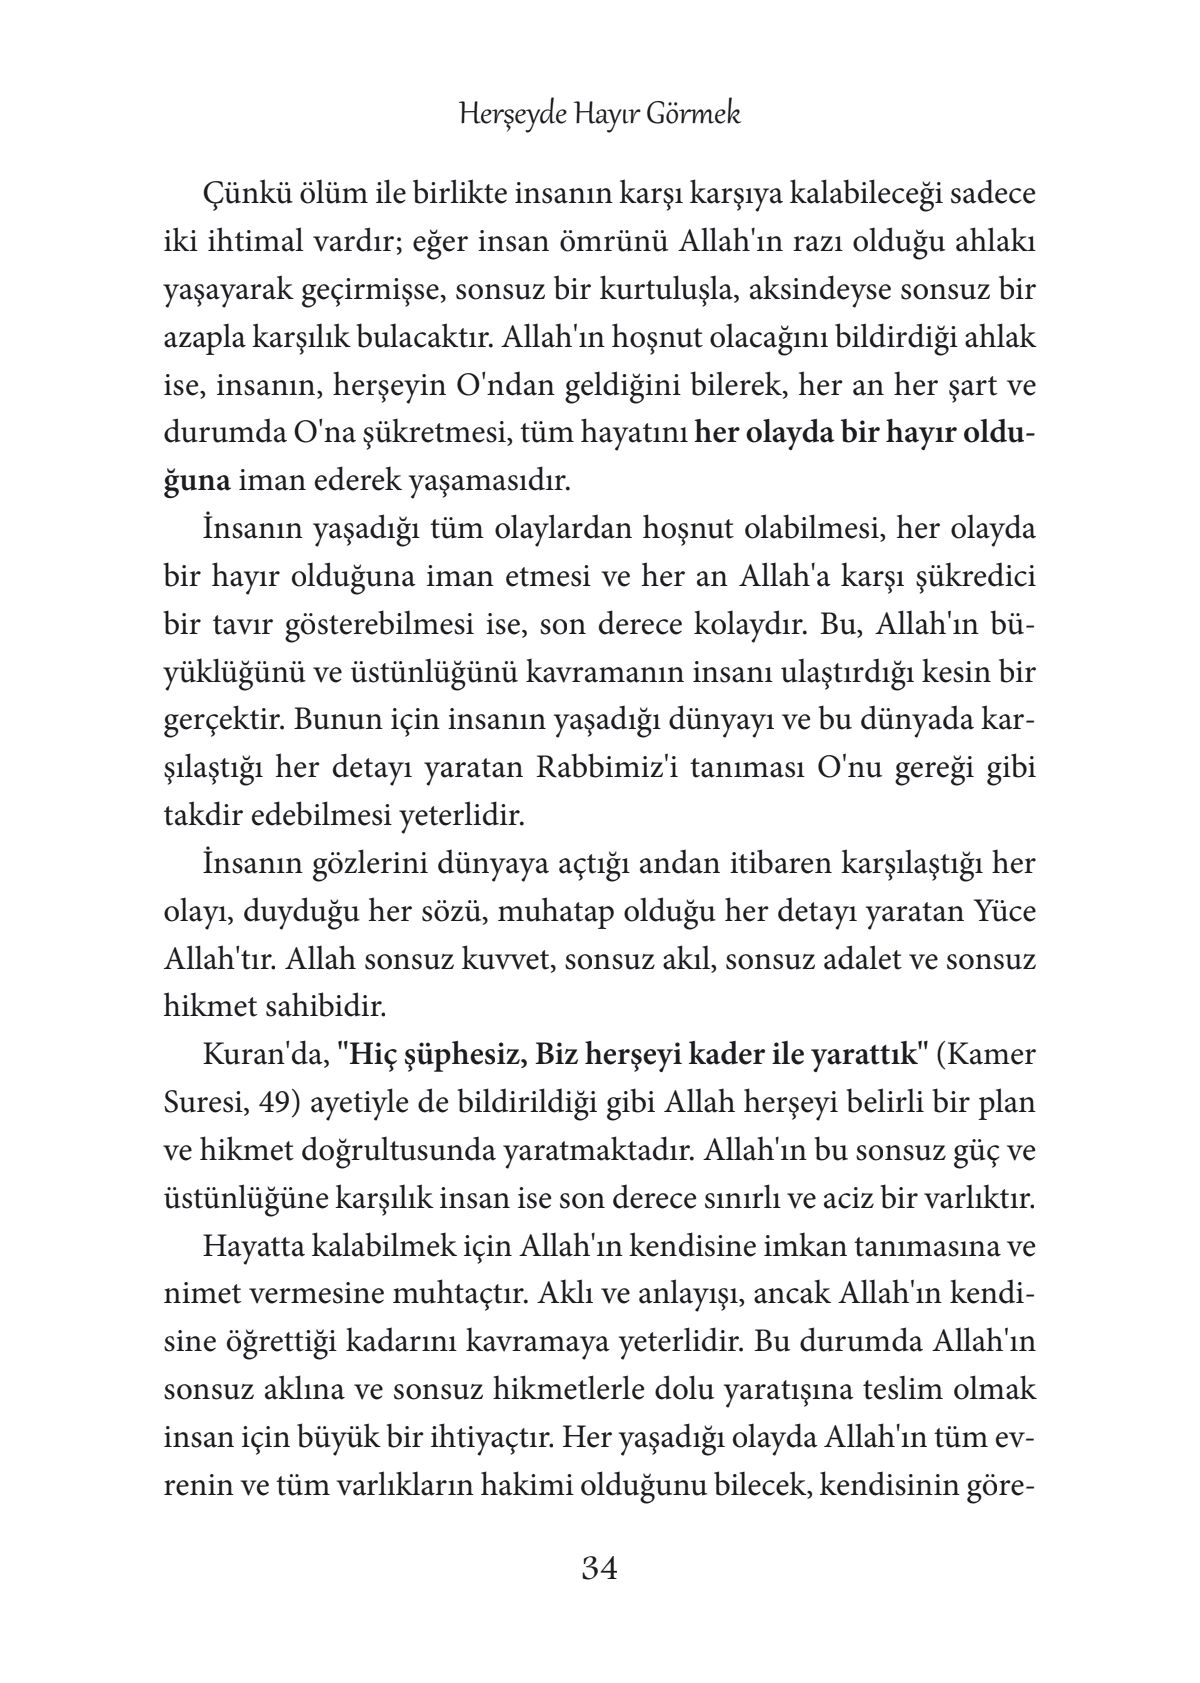 Herşeyde Hayır Görmek
Çünkü ölüm ile birlikte insanın karşı karşıya kalabileceği sadece
iki ihtimal vardır; eğer insan ömrünü Allah'ın razı olduğu ahlakı
yaşayarak geçirmişse, sonsuz bir kurtuluşla, aksindeyse sonsuz bir
azapla karşılık bulacaktır. Allah'ın hoşnut olacağını bildirdiği ahlak
ise, insanın, herşeyin O'ndan geldiğini bilerek, her an her şart ve
durumda O'na şükretmesi, tüm hayatını her olayda bir hayır oldu-
ğuna iman ederek yaşamasıdır.
İnsanın yaşadığı tüm olaylardan hoşnut olabilmesi, her olayda
bir hayır olduğuna iman etmesi ve her an Allah'a karşı şükredici
bir tavır gösterebilmesi ise, son derece kolaydır. Bu, Allah'ın bü-
yüklüğünü ve üstünlüğünü kavramanın insanı ulaştırdığı kesin bir
gerçektir. Bunun için insanın yaşadığı dünyayı ve bu dünyada kar-
şılaştığı her detayı yaratan Rabbimiz'i tanıması O'nu gereği gibi
takdir edebilmesi yeterlidir.
İnsanın gözlerini dünyaya açtığı andan itibaren karşılaştığı her
olayı, duyduğu her sözü, muhatap olduğu her detayı yaratan Yüce
Allah'tır. Allah sonsuz kuvvet, sonsuz akıl, sonsuz adalet ve sonsuz
hikmet sahibidir.
Kuran'da, "Hiç şüphesiz, Biz herşeyi kader ile yarattık" (Kamer
Suresi, 49) ayetiyle de bildirildiği gibi Allah herşeyi belirli bir plan
ve hikmet doğrultusunda yaratmaktadır. Allah'ın bu sonsuz güç ve
üstünlüğüne karşılık insan ise son derece sınırlı ve aciz bir varlıktır.
Hayatta kalabilmek için Allah'ın kendisine imkan tanımasına ve
nimet vermesine muhtaçtır. Aklı ve anlayışı, ancak Allah'ın kendi-
sine öğrettiği kadarını kavramaya yeterlidir. Bu durumda Allah'ın
sonsuz aklına ve sonsuz hikmetlerle dolu yaratışına teslim olmak
insan için büyük bir ihtiyaçtır. Her yaşadığı olayda Allah'ın tüm ev-
renin ve tüm varlıkların hakimi olduğunu bilecek, kendisinin göre-
34